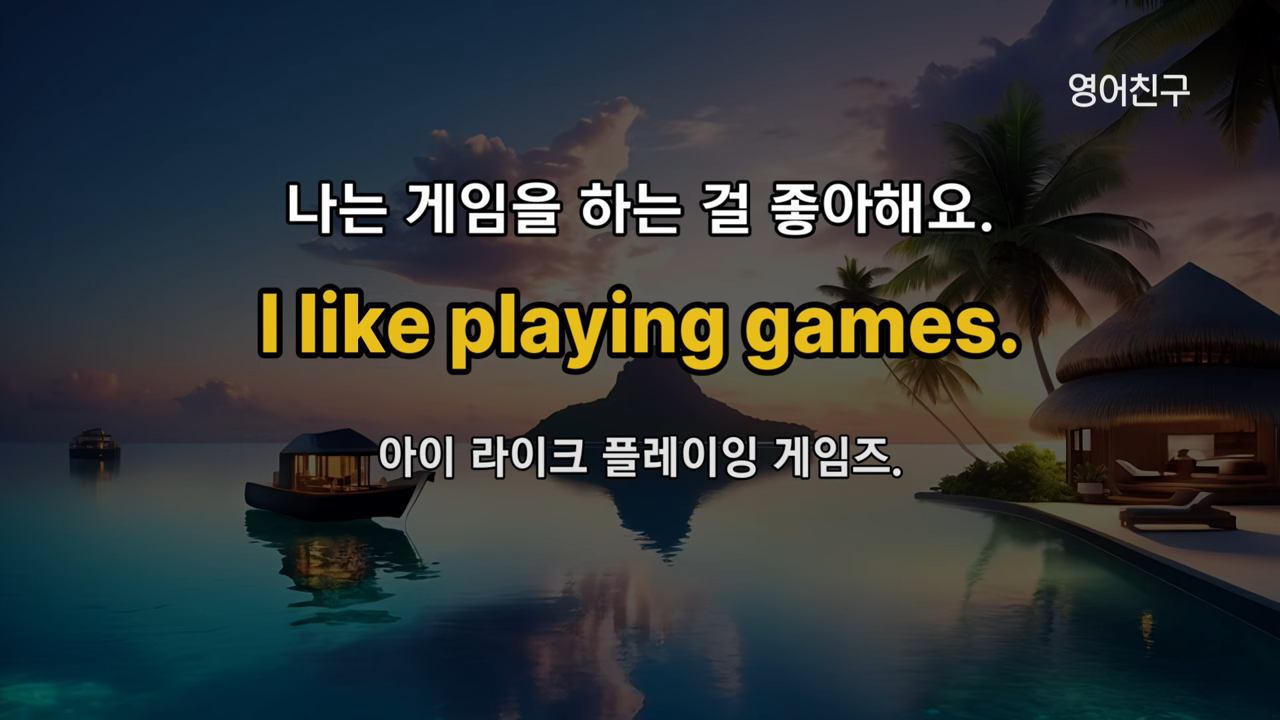 영어친구
나는 게임을 하는 걸 좋아해요.
I like playing games.
아이 라이크 플레이잉 게임즈.